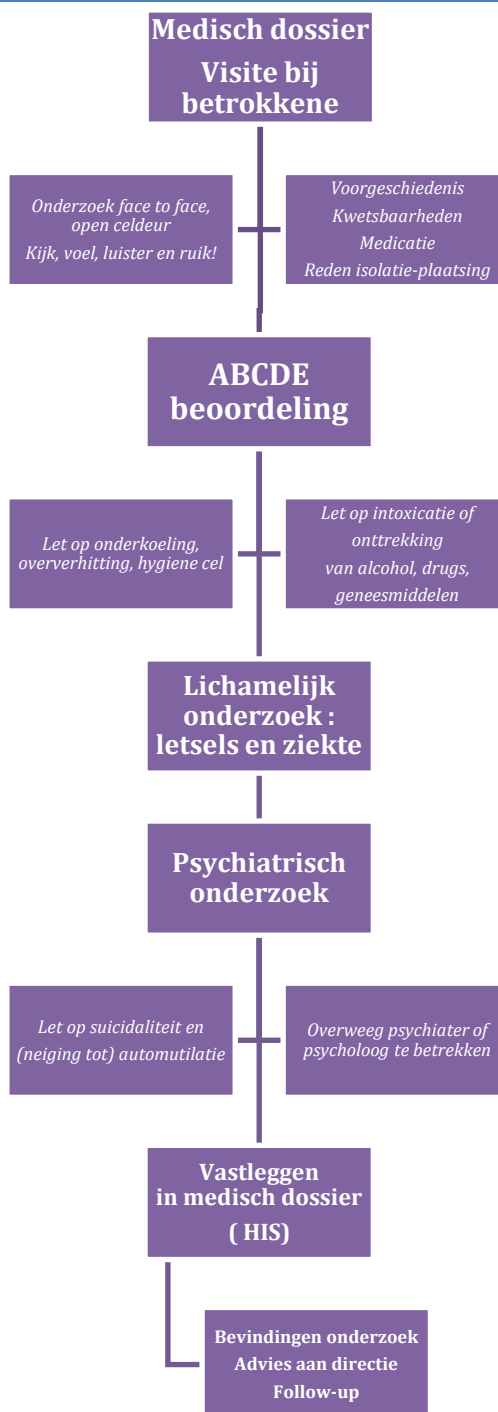 Medisch dossier
Visite bij
betrokkene
Onderzoek face to face,
open celdeur
Kijk, voel, luister en ruik!
Voorgeschiedenis
Kwetsbaarheden
Medicatie
Reden isolatie-plaatsing
ABCDE
beoordeling
Let op onderkoeling,
oververhitting, hygiene cel
Let op intoxicatie of
onttrekking
van alcohol, drugs,
geneesmiddelen
Lichamelijk
onderzoek :
letsels en ziekte
Psychiatrisch
onderzoek
Let op suicidaliteit en
(neiging tot) automutilatie
Overweeg psychiater of
psycholoog te betrekken
Vastleggen
in medisch dossier
( HIS)
Bevindingen onderzoek
Advies aan directie
Follow-up